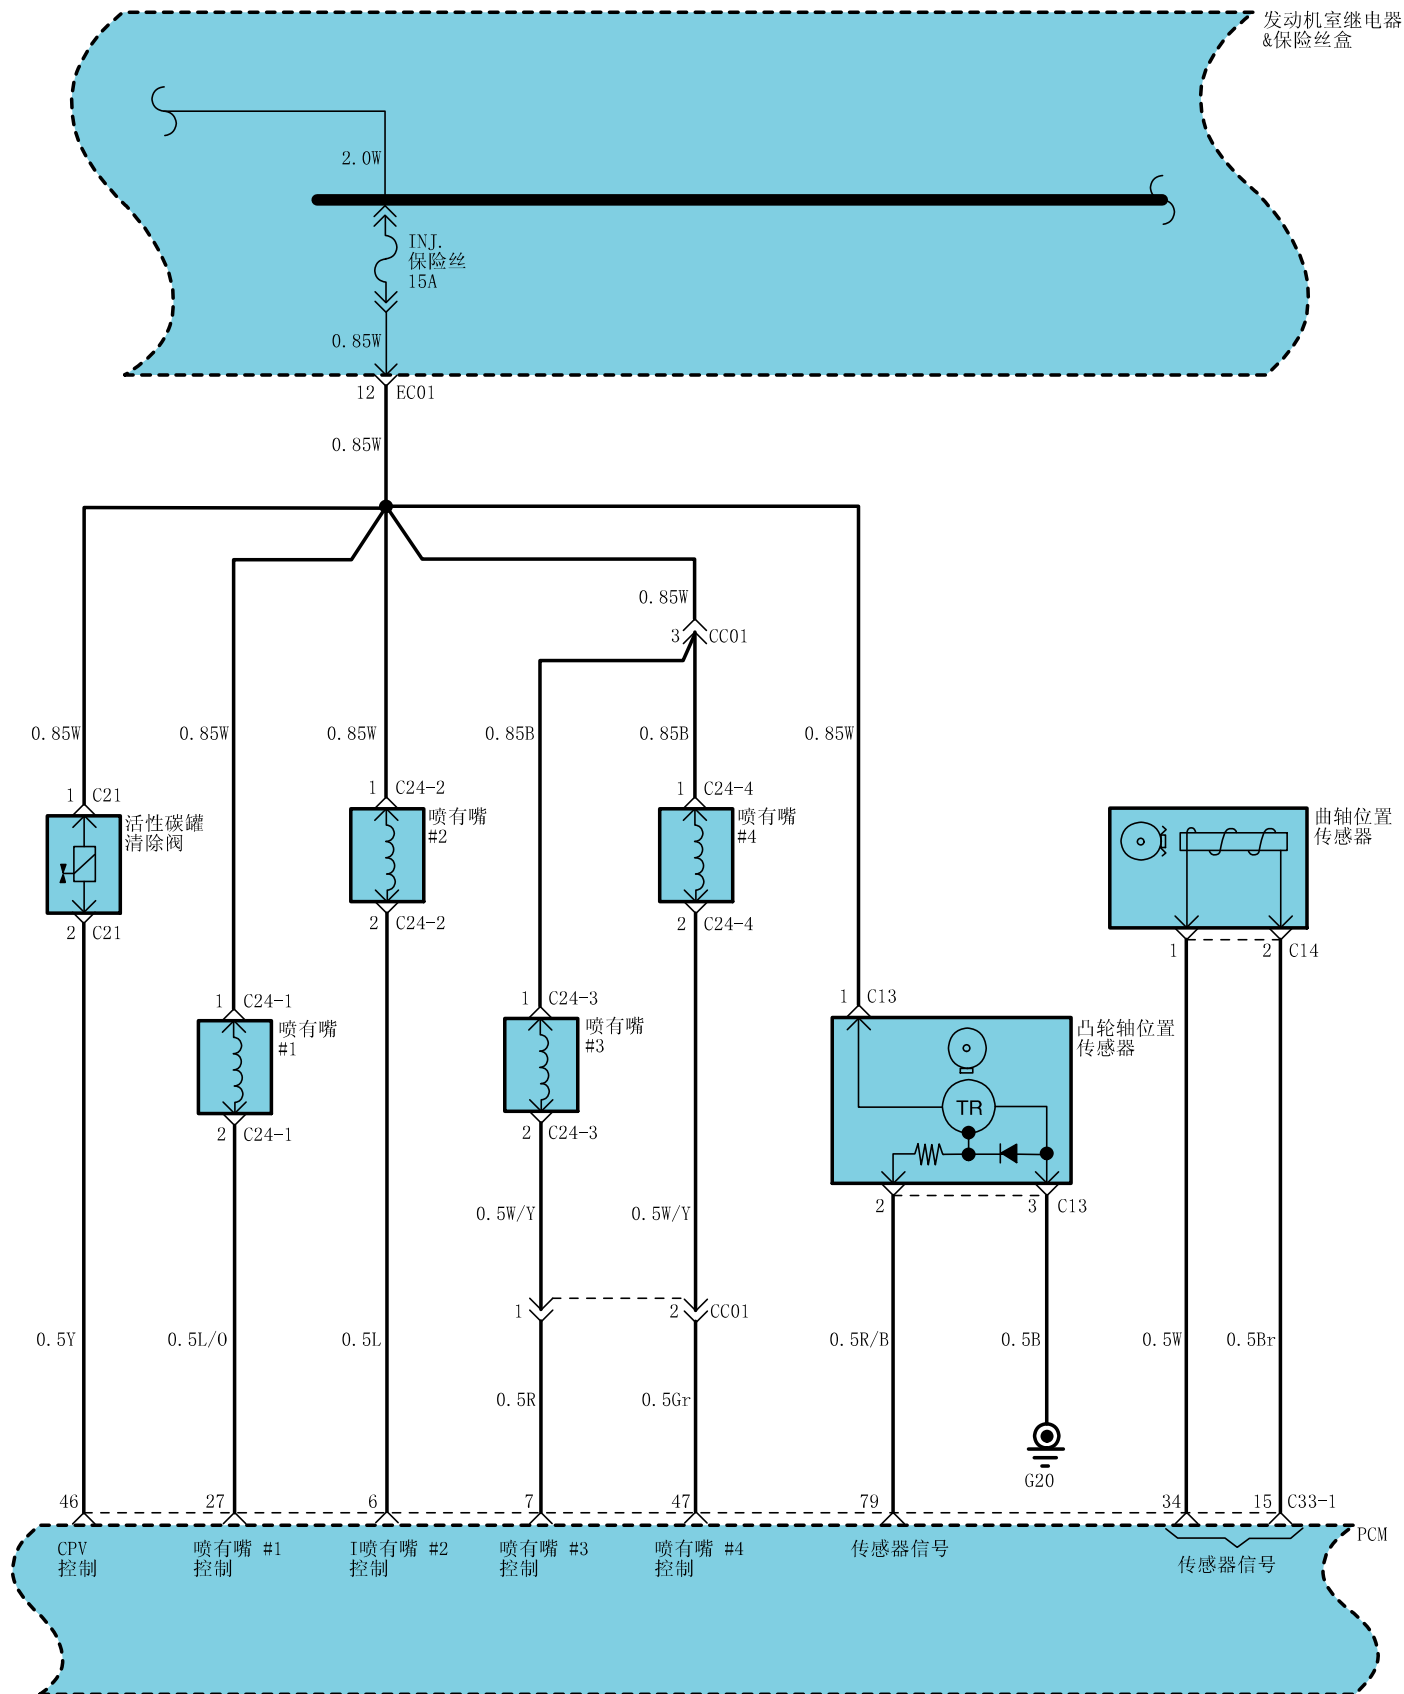 发动机室继电器
&保险丝盒
2.0W
INJ.
保险丝
15A
0.85W
12 EC01
0.85W
0.85W
3 CC01
0.85W
0.85W
0.85W
0.85B
0.85B
0.85W
1 C21
活性碳罐
清除阀
2 C21
1 C24-2
喷有嘴
#2
2 C24-2
1 C24-4
喷有嘴
#4
2 C24-4
曲轴位置
传感器
1
2 C14
1 C24-1
喷有嘴
#1
2 C24-1
1 C24-3
喷有嘴
#3
2 C24-3
1 C13
凸轮轴位置
传感器
TR
2
3 C13
0.5W/Y
0.5W/Y
1
2 CC01
0.5Y
0.5L/O
0.5L
0.5R/B
0.5B
0.5W
0.5Br
0.5R
0.5Gr
G20
46
27
6
7
47
79
34
15 C33-1
PCM
CPV
控制
喷有嘴 #1
控制
I喷有嘴 #2
控制
喷有嘴 #3
控制
喷有嘴 #4
控制
传感器信号
传感器信号